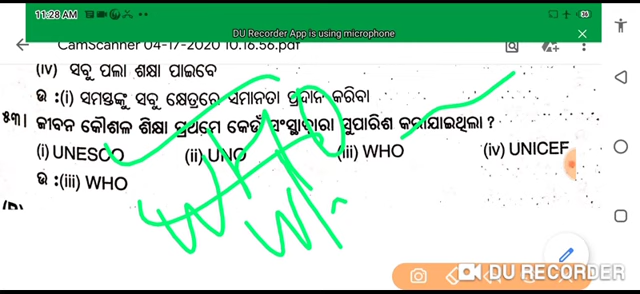 11:28 AM
36
DU Recorder App is using microphone
CamScanner 04-17-2020 10.16.56.pdf
(iv) ସବୁ ପିଲା ଶିକ୍ଷା ପାଇବେ
ଉ :(i) ସମସ୍ତଙ୍କୁ ସବୁ କ୍ଷେତ୍ରରେ ସମାନତା ପ୍ରଦାନ କରିବା
୫୩। ଜୀବନ କୌଶଳ ଶିକ୍ଷା ପ୍ରଥମେ କେଉଁ ସଂସ୍ଥାଦ୍ୱାରା ସୁପାରିଶ କରାଯାଇଥିଲା ?
(i) UNESCO (ii) UNO (iii) WHO (iv) UNICEF
ଉ :(iii) WHO
WHO
DU RECORDER